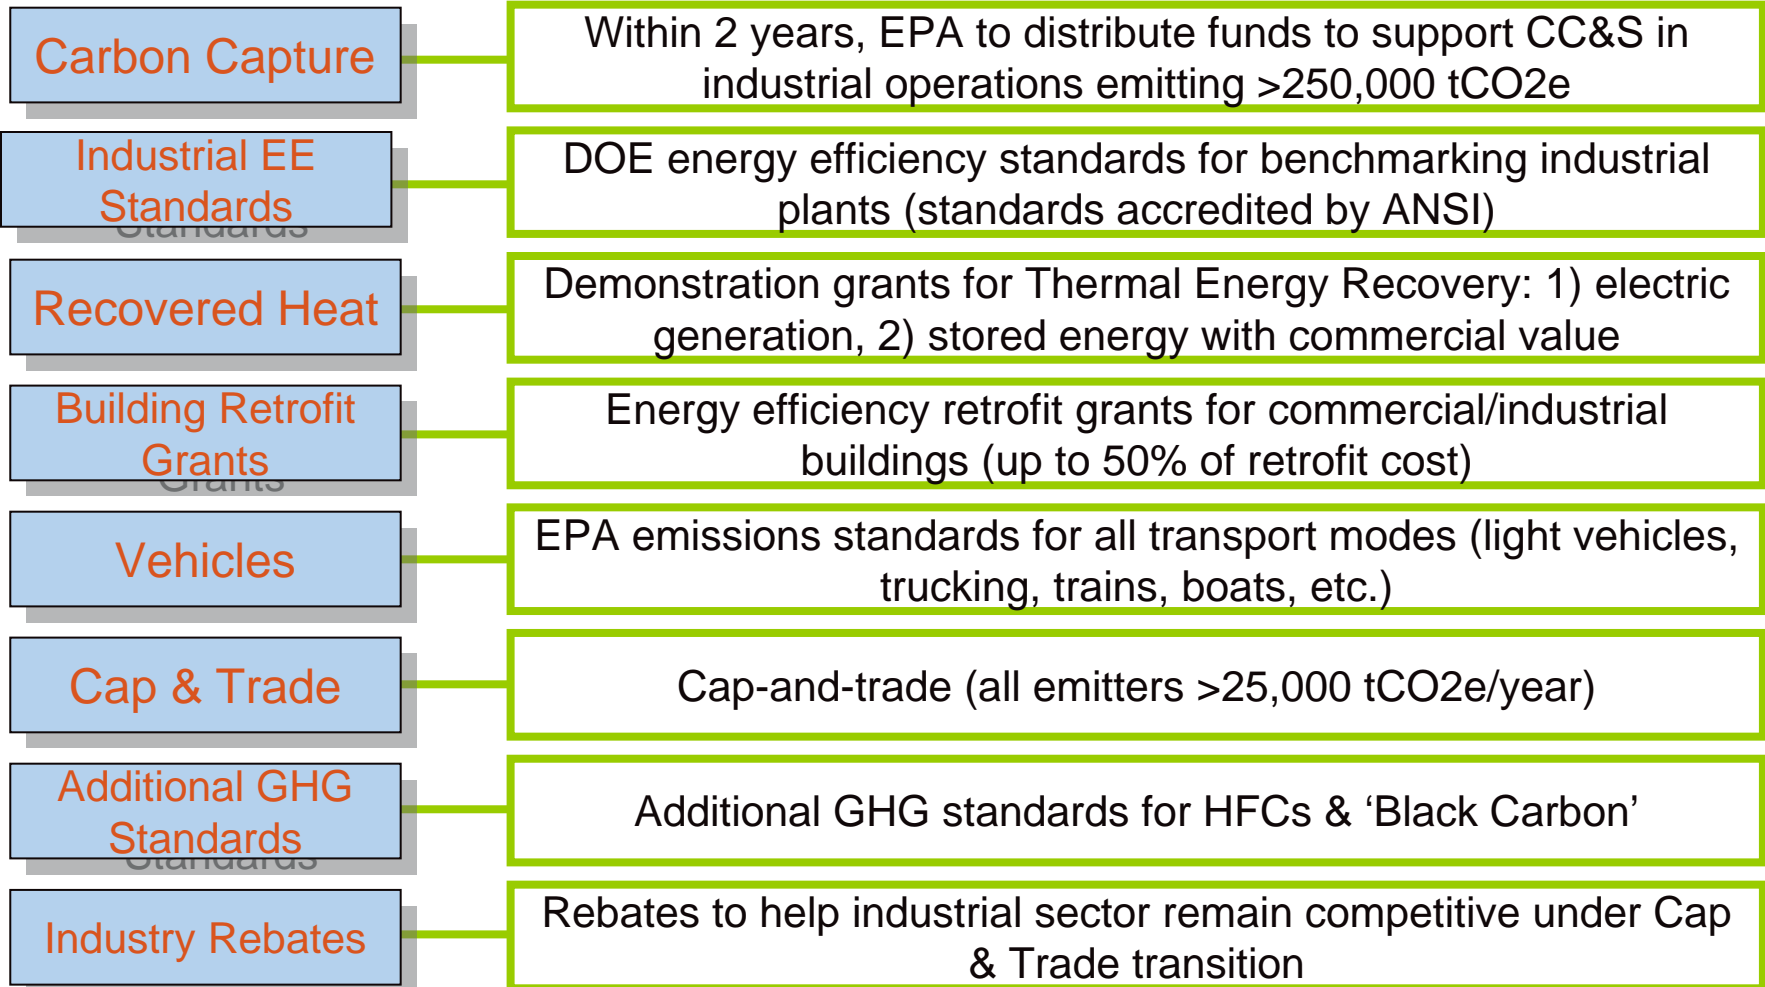 Carbon Capture
Within 2 years, EPA to distribute funds to support CC&S in
industrial operations emitting >250,000 tCO2e
Industrial EE
Standards
DOE energy efficiency standards for benchmarking industrial
plants (standards accredited by ANSI)
Recovered Heat
Demonstration grants for Thermal Energy Recovery: 1) electric
generation, 2) stored energy with commercial value
Building Retrofit
Grants
Energy efficiency retrofit grants for commercial/industrial
buildings (up to 50% of retrofit cost)
Vehicles
EPA emissions standards for all transport modes (light vehicles,
trucking, trains, boats, etc.)
Cap & Trade
Cap-and-trade (all emitters >25,000 tCO2e/year)
Additional GHG
Standards
Additional GHG standards for HFCs & ‘Black Carbon’
Industry Rebates
Rebates to help industrial sector remain competitive under Cap
& Trade transition